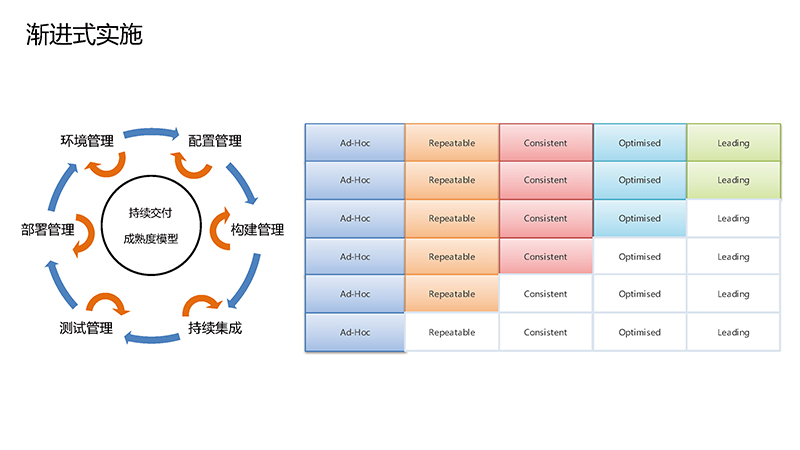 渐进式实施
环境管理
配置管理
部署管理
持续交付
成熟度模型
构建管理
测试管理
持续集成
Ad-Hoc Repeatable Consistent Optimised Leading
Ad-Hoc Repeatable Consistent Optimised Leading
Ad-Hoc Repeatable Consistent Optimised Leading
Ad-Hoc Repeatable Consistent Optimised Leading
Ad-Hoc Repeatable Consistent Optimised Leading
Ad-Hoc Repeatable Consistent Optimised Leading